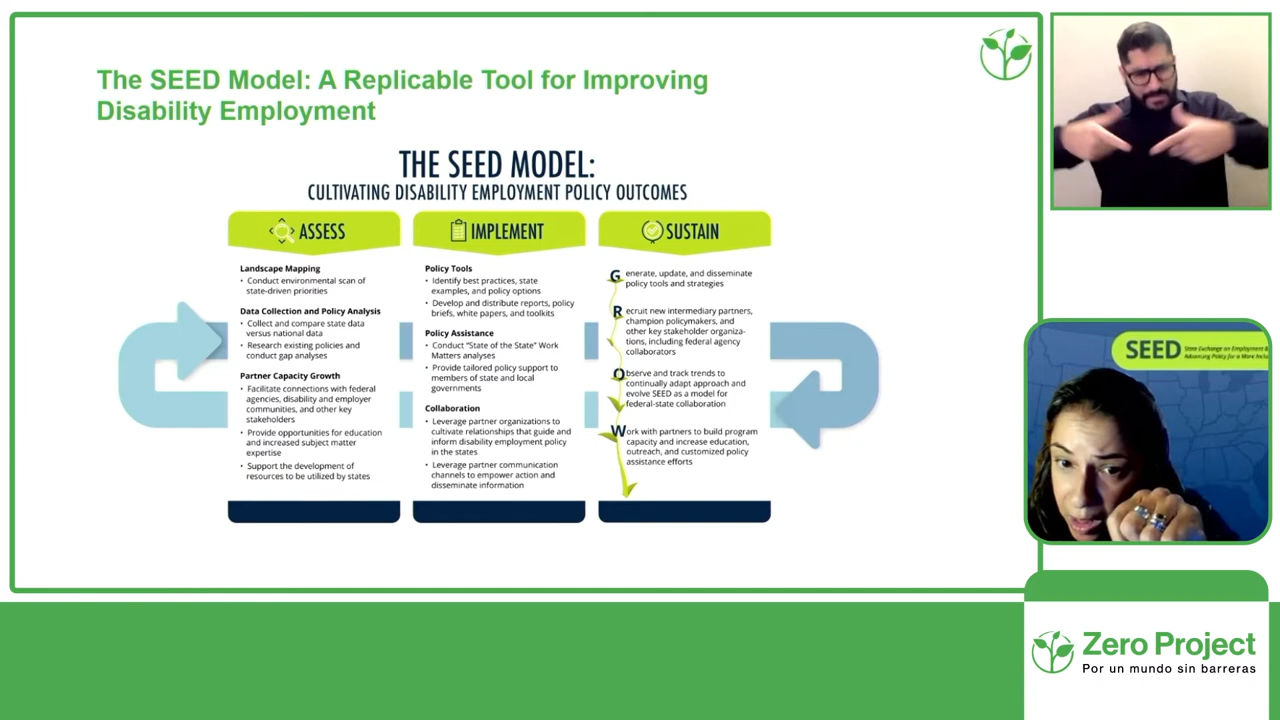 The SEED Model: A Replicable Tool for Improving
Disability Employment
THE SEED MODEL:
CULTIVATING DISABILITY EMPLOYMENT POLICY OUTCOMES
ASSESS
Landscape Mapping
• Conduct environmental scan of
state-driven priorities
Data Collection and Policy Analysis
• Collect and compare state data
versus national data
• Research existing policies and
conduct gap analyses
Partner Capacity Growth
• Facilitate connections with federal
agencies, disability and employer
communities, and other key
stakeholders
• Provide opportunities for education
and increased subject matter
expertise
• Support the development of
resources to be utilized by states
IMPLEMENT
Policy Tools
• Identify best practices, state
examples, and policy options
• Develop and distribute reports, policy
briefs, white papers, and toolkits
Policy Assistance
• Conduct “State of the State” Work
Matters analyses
• Provide tailored policy support to
members of state and local
governments
Collaboration
• Leverage partner organizations to
cultivate relationships that guide and
inform disability employment policy
in the states
• Leverage partner communication
channels to empower action and
disseminate information
SUSTAIN
Generate, update, and disseminate
policy tools and strategies
Recruit new intermediary partners,
champion policymakers, and
other key stakeholder organiza-
tions, including federal agency
collaborators
Observe and track trends to
continually adapt approach and
evolve SEED as a model for
federal-state collaboration
Work with partners to build program
capacity and increase education,
outreach, and customized policy
assistance efforts
SEED
State Exchange on Employment &
Advancing Policy for a More
Zero Project
Por un mundo sin barreras